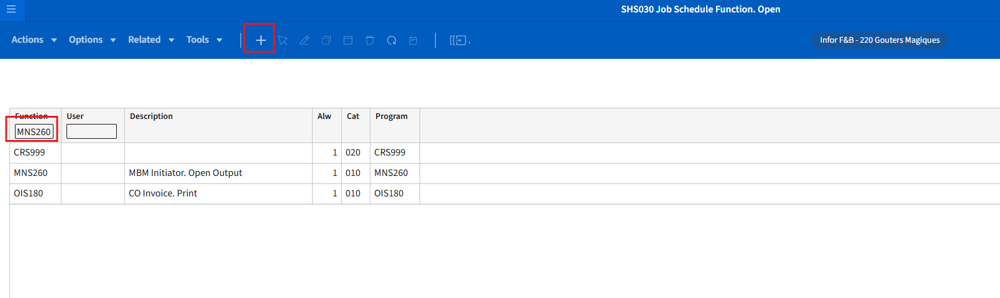 SHS030 Job Schedule Function. Open
Actions Options Related Tools Infor F&B - 220 Gouters Magiques
Function User Description Alw Cat Program
MNS260
CRS999 1 020 CRS999
MNS260 MBM Initiator. Open Output 1 010 MNS260
OIS180 CO Invoice. Print 1 010 OIS180